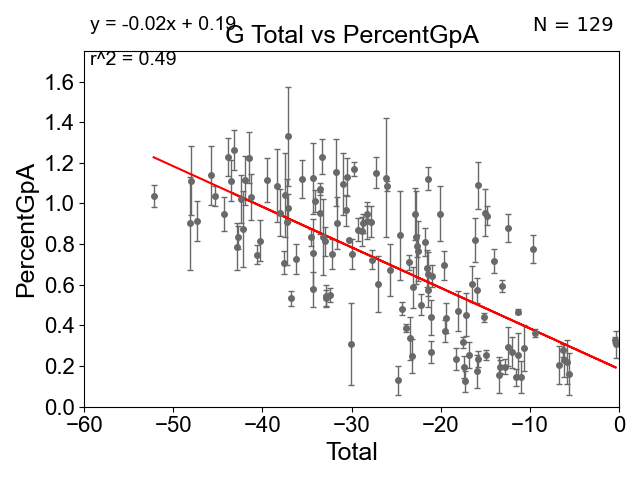 y = -0.02x + 0.19
N = 129
G Total vs PercentGpA
r^2 = 0.49
PercentGpA
1.6
1.4
1.2
1.0
0.8
0.6
0.4
0.2
0.0
−60 −50 −40 −30 −20 −10 0
Total